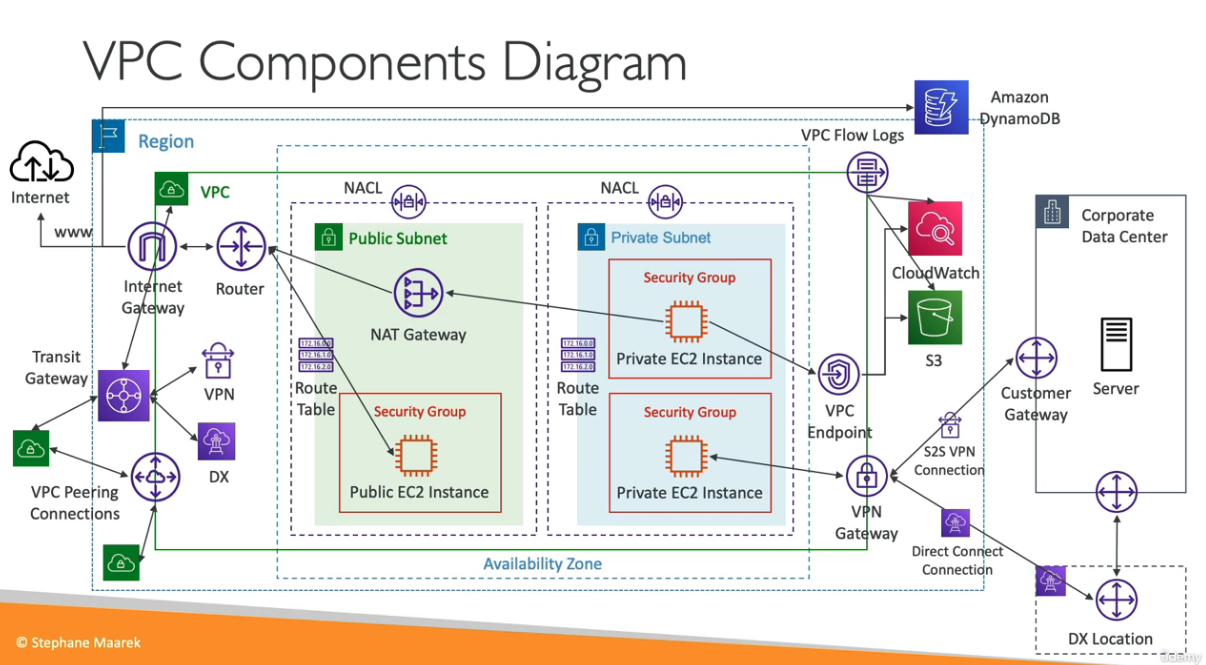 VPC Components Diagram
Amazon
DynamoDB
VPC Flow Logs
Region
Internet
VPC
NACL
NACL
www
Public Subnet
Private Subnet
Corporate
Data Center
Security Group
CloudWatch
Internet
Gateway
Router
NAT Gateway
Private EC2 Instance
S3
172.16.0.0
172.16.1.0
172.16.2.0
172.16.0.0
172.16.1.0
172.16.2.0
Transit
Gateway
VPN
Route
Table
Route
Table
VPC
Endpoint
Customer
Gateway
Server
Security Group
Security Group
S2S VPN
Connection
DX
VPC Peering
Connections
Public EC2 Instance
Private EC2 Instance
VPN
Gateway
Direct Connect
Connection
Availability Zone
DX Location
© Stephane Maarek
Udemy